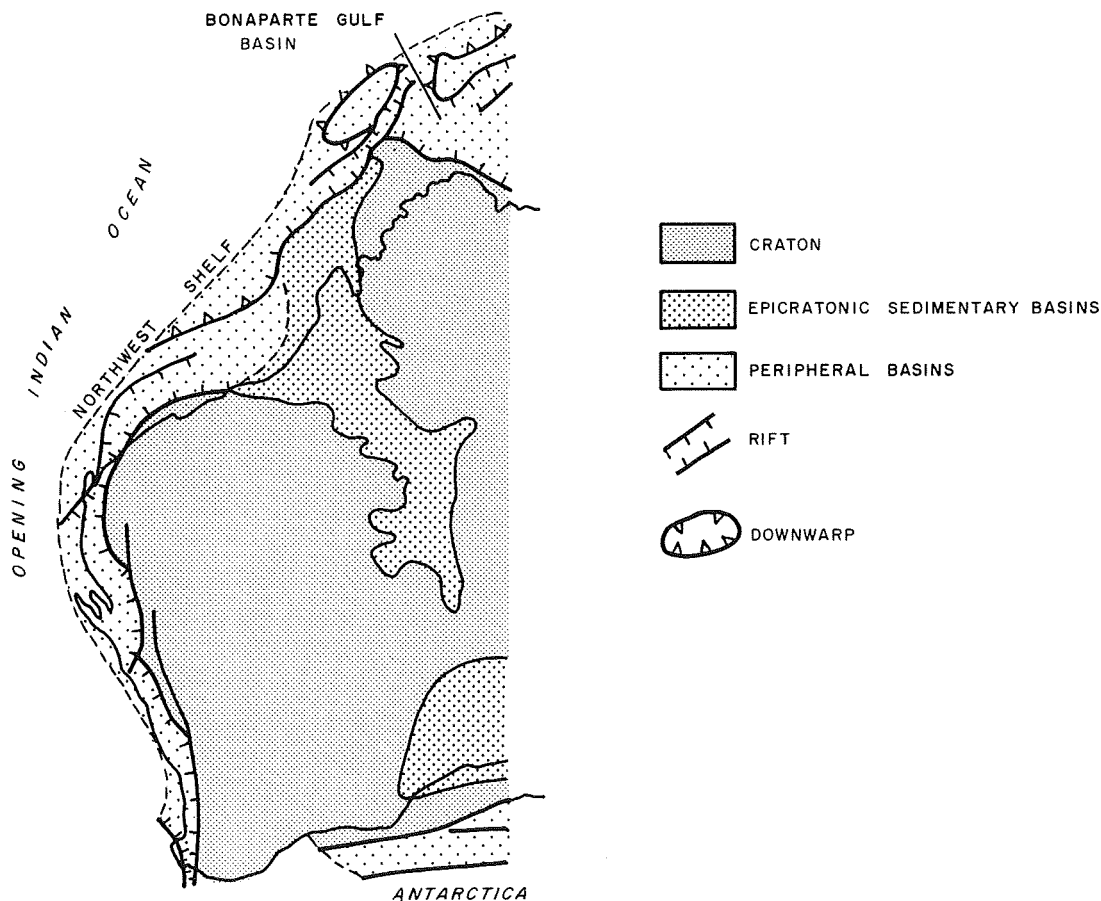 BONAPARTE GULF
BASIN
OPENING INDIAN OCEAN
NORTHWEST SHELF
CRATON
EPICRATONIC SEDIMENTARY BASINS
PERIPHERAL BASINS
RIFT
DOWNWARP
ANTARCTICA